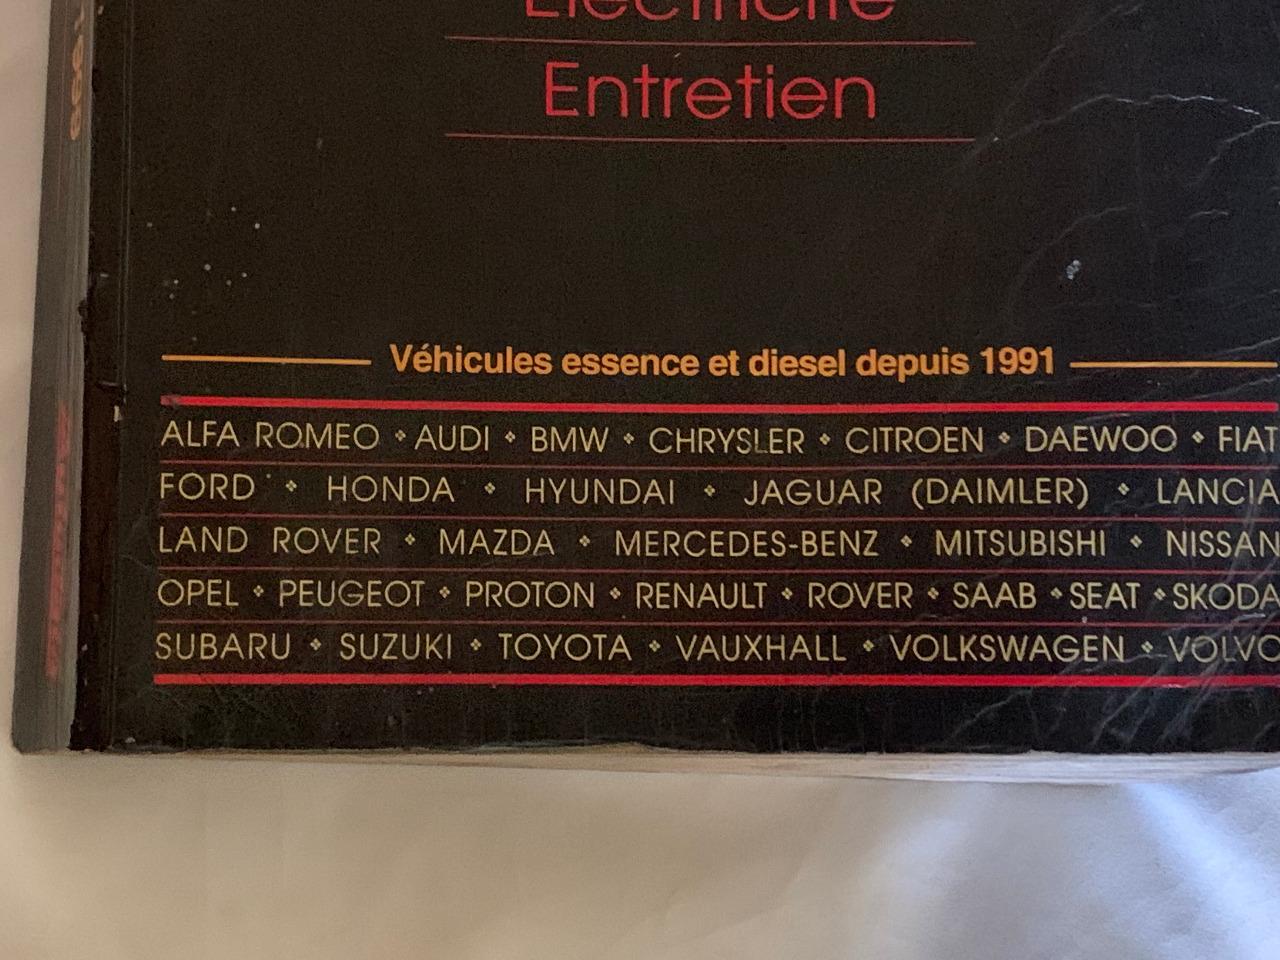 Electricité
Entretien
Véhicules essence et diesel depuis 1991
ALFA ROMEO • AUDI • BMW • CHRYSLER • CITROEN • DAEWOO • FIAT
FORD • HONDA • HYUNDAI • JAGUAR (DAIMLER) • LANCIA
LAND ROVER • MAZDA • MERCEDES-BENZ • MITSUBISHI • NISSAN
OPEL • PEUGEOT • PROTON • RENAULT • ROVER • SAAB • SEAT • SKODA
SUBARU • SUZUKI • TOYOTA • VAUXHALL • VOLKSWAGEN • VOLVO